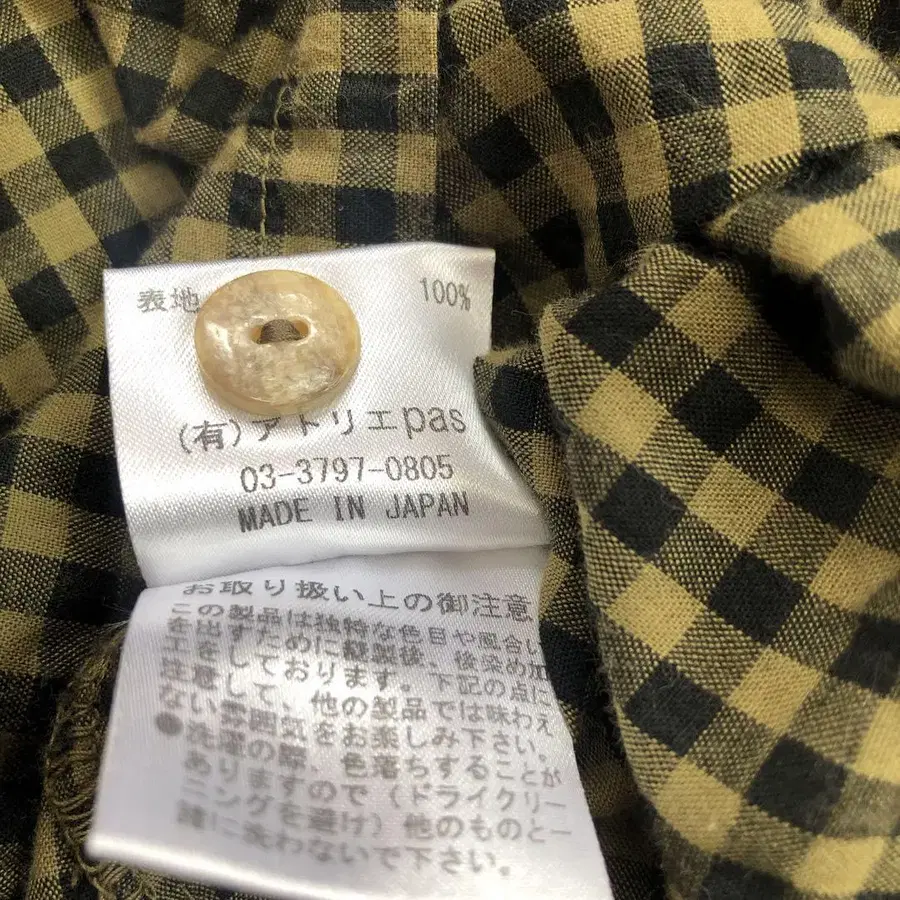 表地 100%
(有)アトリエpas
03-3797-0805
MADE IN JAPAN
お取り扱い上の御注意
この製品は独特な色目や風合い
を出すために縫製後、後染め加
工をしております。下記の点に
注意して、他の製品では味わえ
ない雰囲気をお楽しみ下さい。
●洗濯の際、色落ちすることが
ありますので(ドライクリー
ニングを避け)他のものと一
諸に洗わないで下さい。